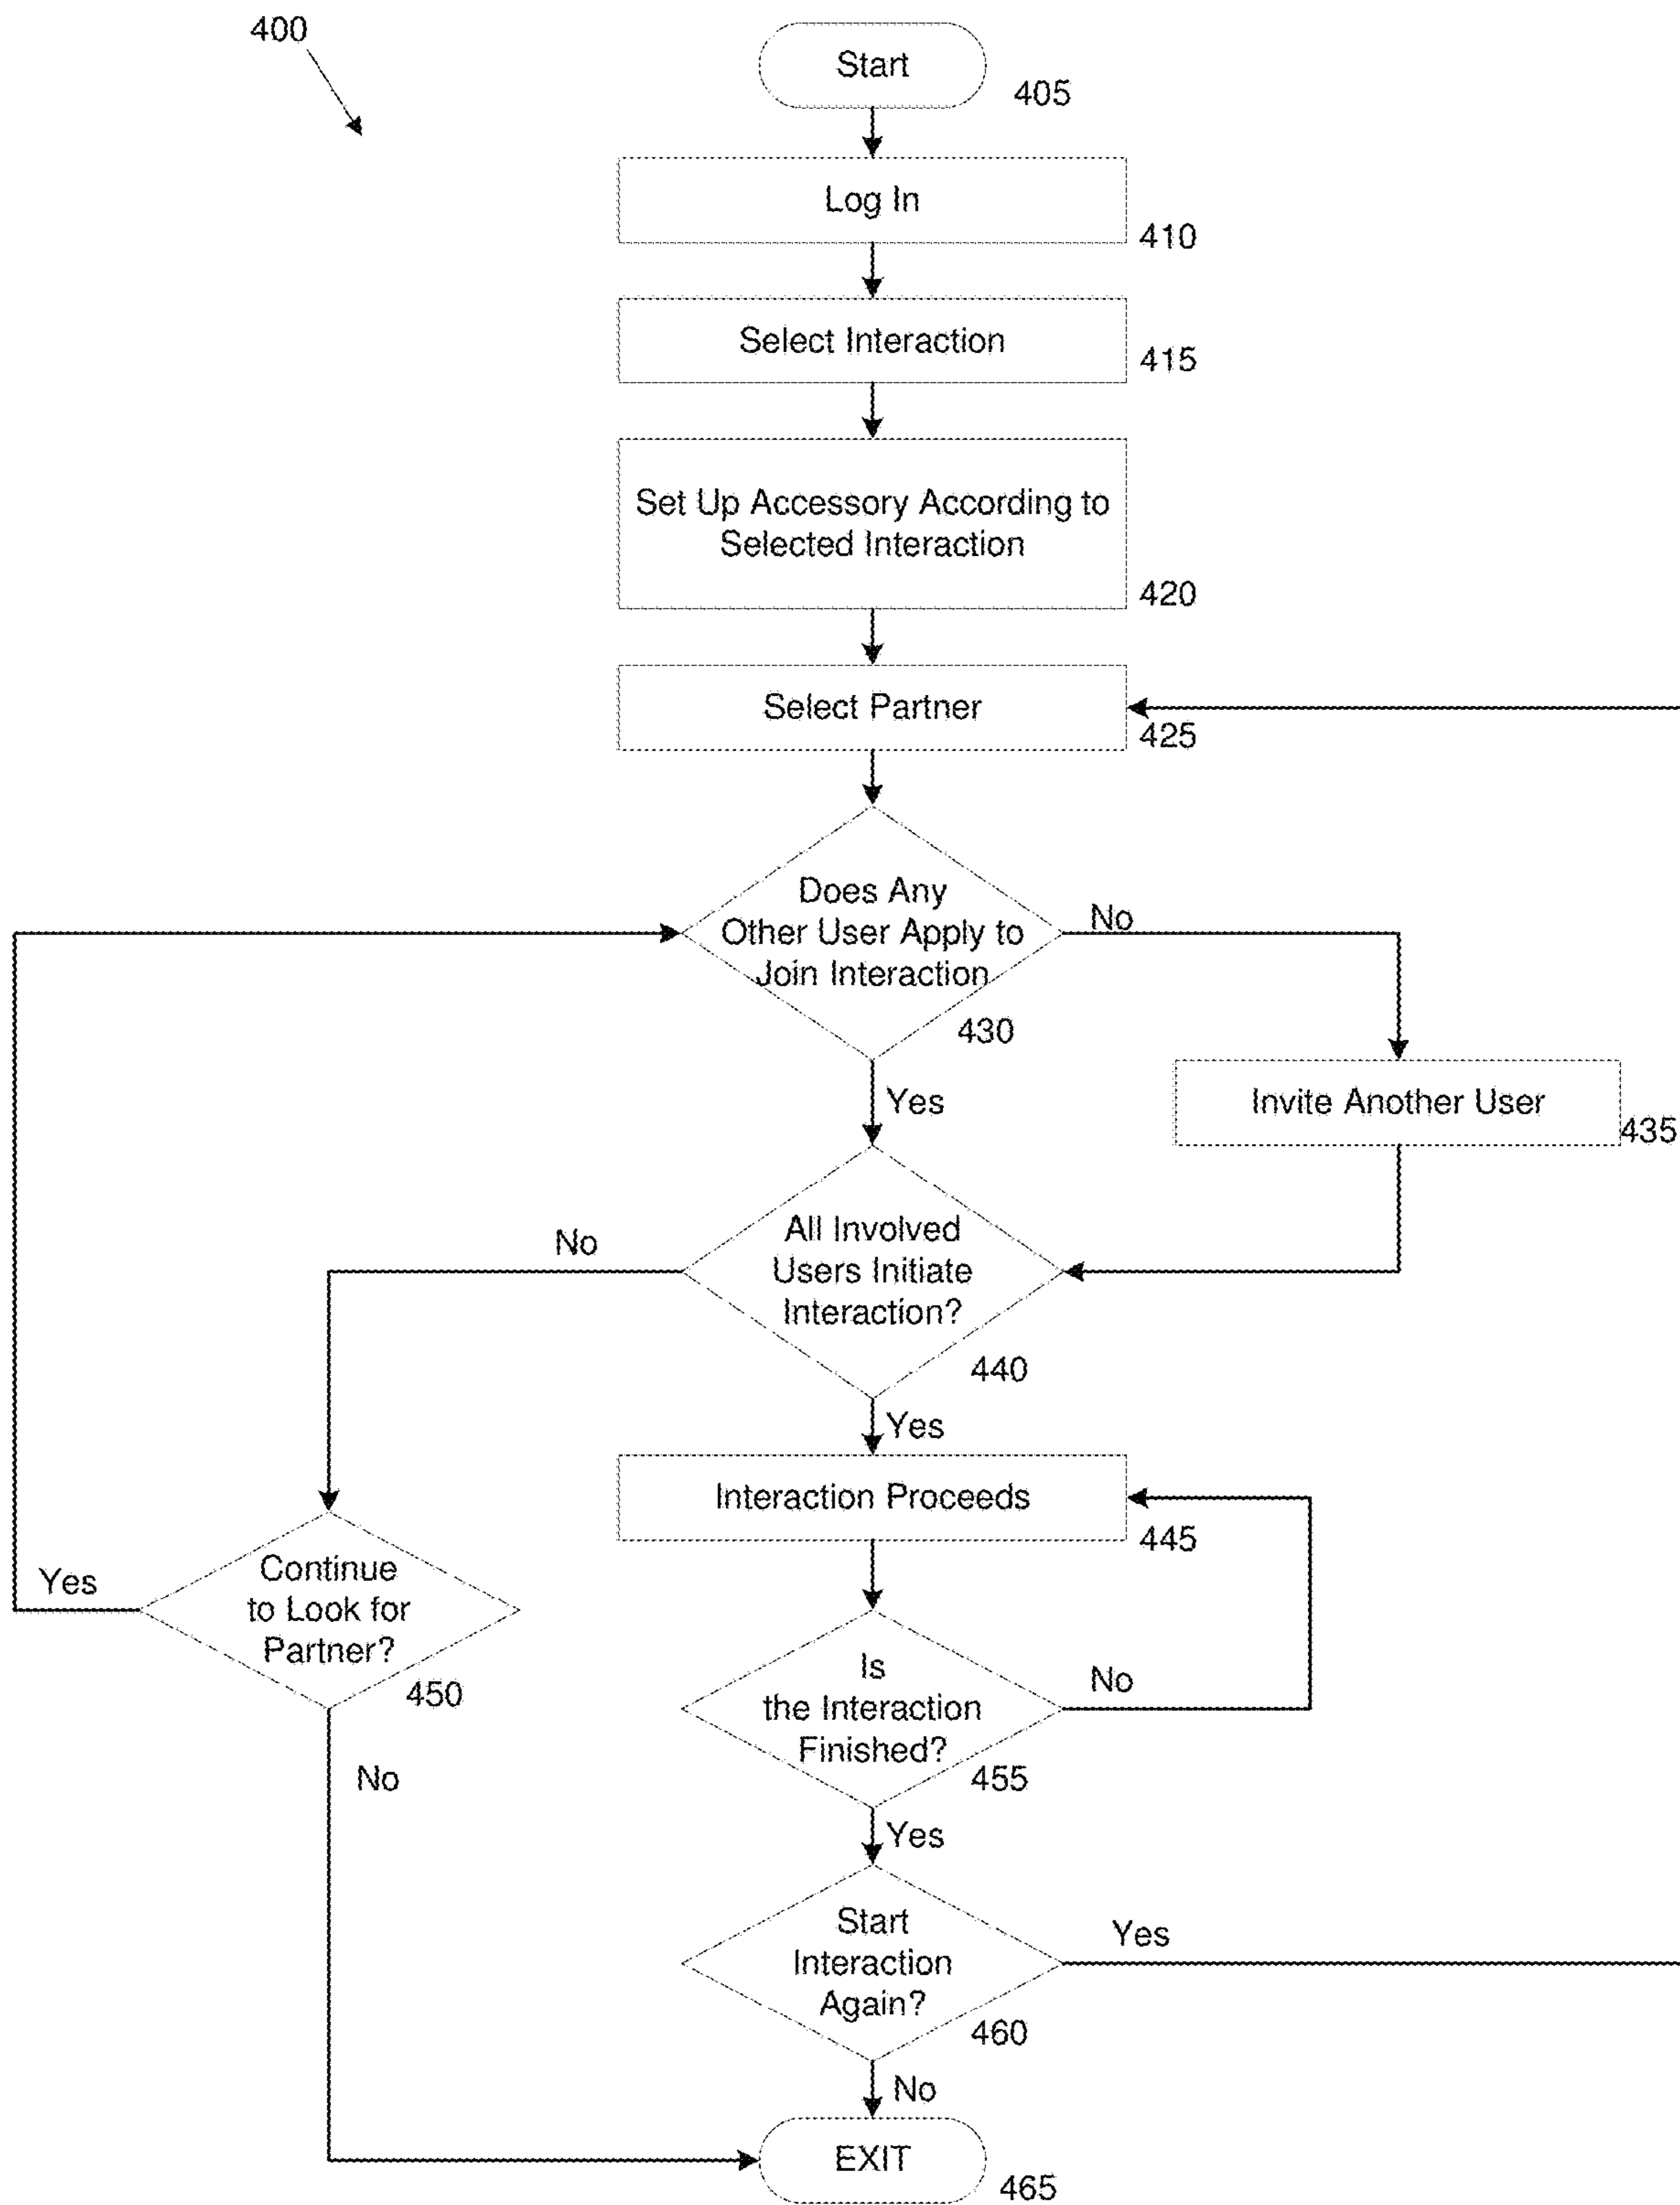 400
Start
405
Log In
410
Select Interaction
415
Set Up Accessory According to
Selected Interaction
420
Select Partner
425
Does Any
Other User Apply to
Join Interaction
430
No
Yes
Invite Another User
435
All Involved
Users Initiate
Interaction?
440
No
Yes
Interaction Proceeds
445
Continue
to Look for
Partner?
450
Yes
No
Is
the Interaction
Finished?
455
No
Yes
Start
Interaction
Again?
460
Yes
No
EXIT
465